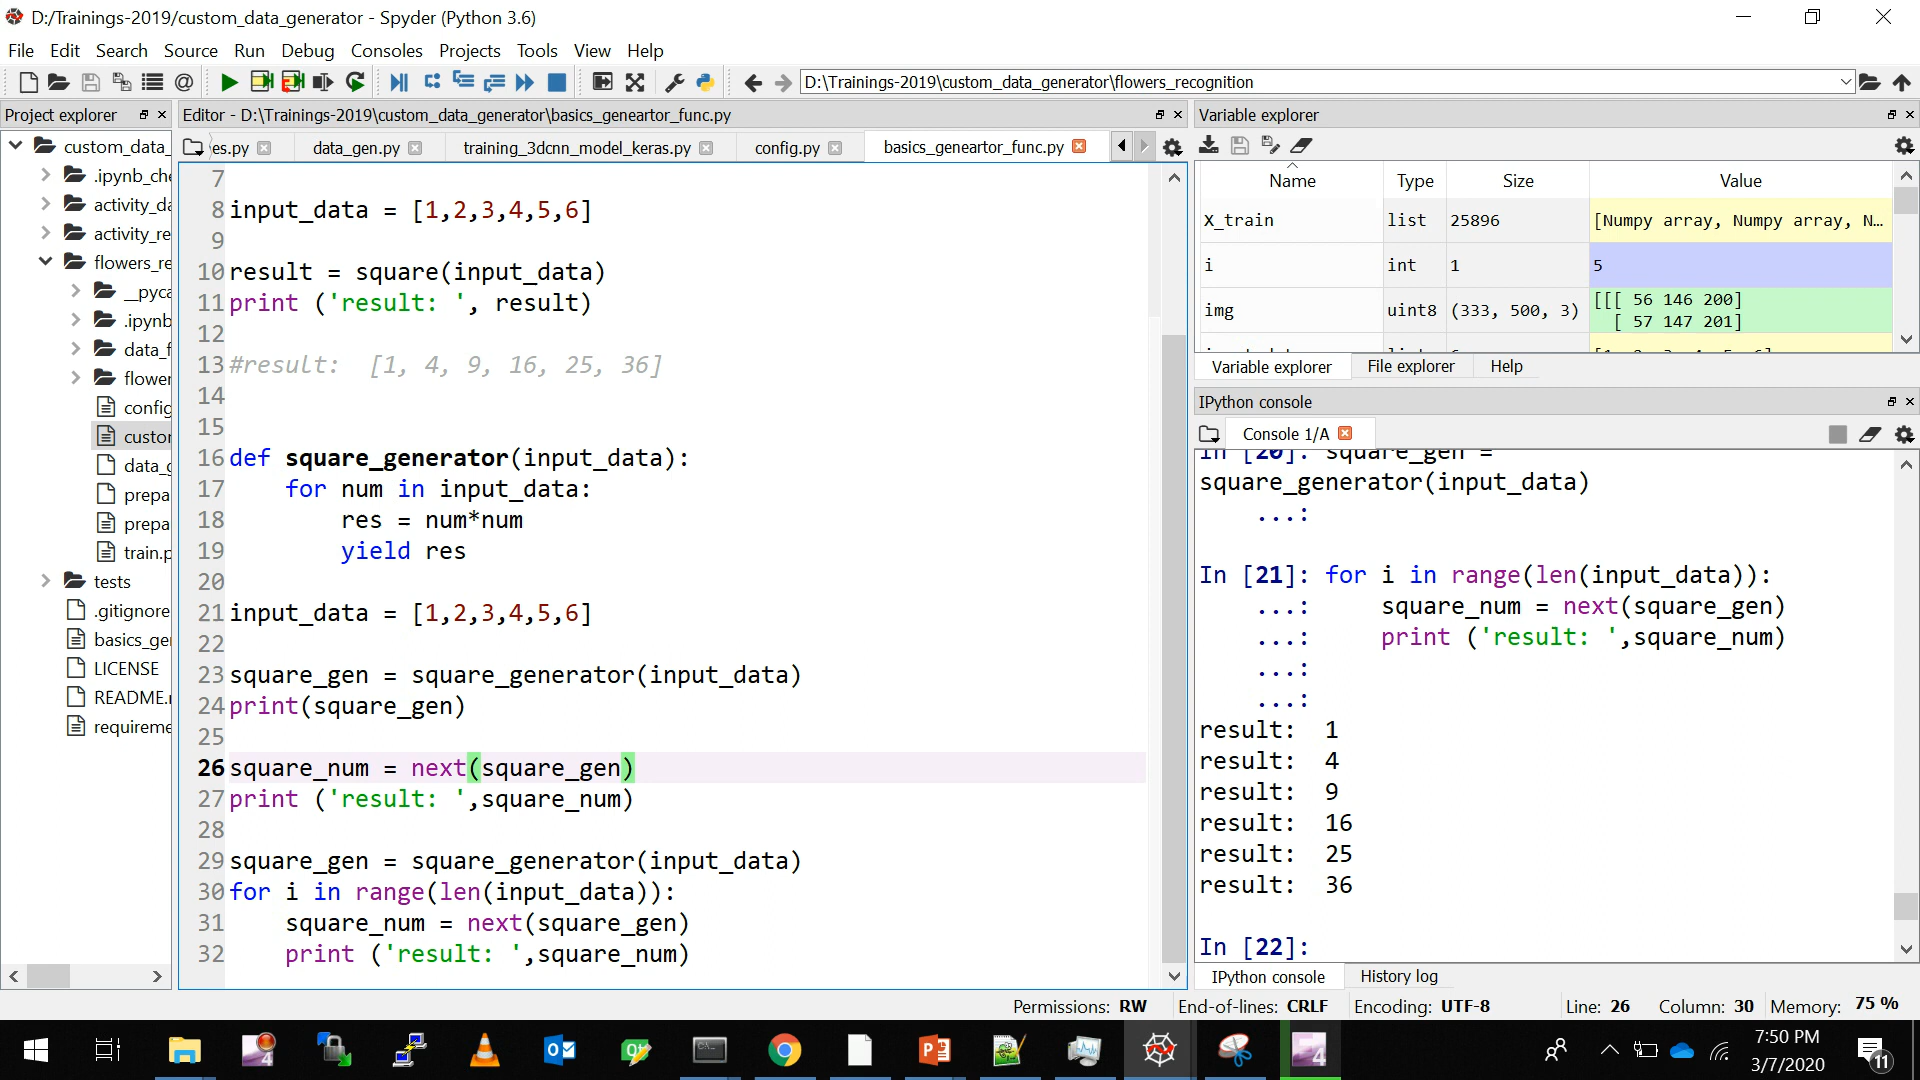 D:/Trainings-2019/custom_data_generator - Spyder (Python 3.6)
File Edit Search Source Run Debug Consoles Projects Tools View Help
D:\Trainings-2019\custom_data_generator\flowers_recognition
Project explorer
Editor - D:\Trainings-2019\custom_data_generator\basics_geneartor_func.py
Variable explorer
custom_data_
.ipynb_che
activity_da
activity_re
flowers_re
__pyca
.ipynb
data_f
flower
config
custor
data_g
prepa
prepa
train.p
tests
.gitignore
basics_ger
LICENSE
README.r
requireme
es.py data_gen.py training_3dcnn_model_keras.py config.py basics_geneartor_func.py
7
8 input_data = [1,2,3,4,5,6]
9
10 result = square(input_data)
11 print ('result: ', result)
12
13 #result:  [1, 4, 9, 16, 25, 36]
14
15
16 def square_generator(input_data):
17     for num in input_data:
18         res = num*num
19         yield res
20
21 input_data = [1,2,3,4,5,6]
22
23 square_gen = square_generator(input_data)
24 print(square_gen)
25
26 square_num = next(square_gen)
27 print ('result: ',square_num)
28
29 square_gen = square_generator(input_data)
30 for i in range(len(input_data)):
31     square_num = next(square_gen)
32     print ('result: ',square_num)
Name Type Size Value
X_train list 25896 [Numpy array, Numpy array, N...
i int 1 5
img uint8 (333, 500, 3) [[[ 56 146 200]
[ 57 147 201]
Variable explorer File explorer Help
IPython console
Console 1/A
In [20]: square_gen =
square_generator(input_data)
...:
In [21]: for i in range(len(input_data)):
...:     square_num = next(square_gen)
...:     print ('result: ',square_num)
...:
...:
result:  1
result:  4
result:  9
result:  16
result:  25
result:  36
In [22]:
IPython console History log
Permissions: RW End-of-lines: CRLF Encoding: UTF-8 Line: 26 Column: 30 Memory: 75 %
7:50 PM
3/7/2020
11